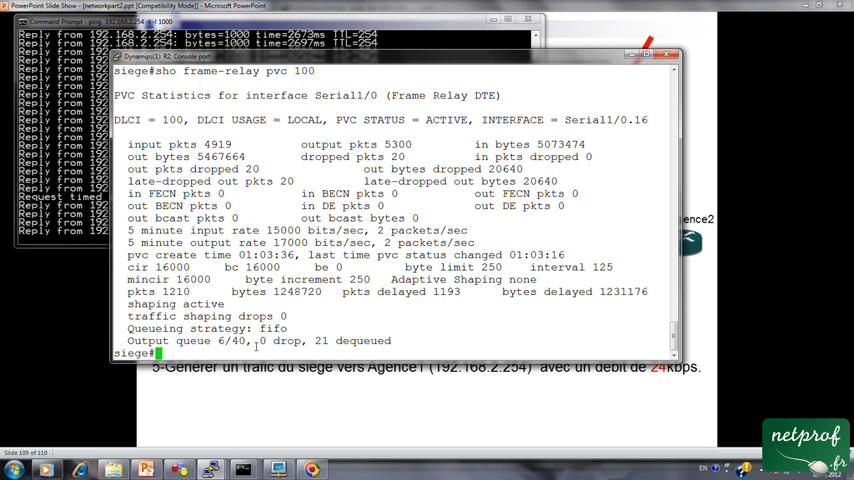 PowerPoint Slide Show - [networkpart2.ppt [Compatibility Mode]] - Microsoft PowerPoint
Command Prompt - ping 192.168.2.254 -t -l 1000
Reply from 192.168.2.254: bytes=1000 time=2673ms TTL=254
Reply from 192.168.2.254: bytes=1000 time=2697ms TTL=254
Reply from 192
Reply from 192
Reply from 192
Reply from 192
Reply from 192
Reply from 192
Reply from 192
Reply from 192
Reply from 192
Reply from 192
Reply from 192
Reply from 192
Reply from 192
Request timed
Reply from 192
Reply from 192
Reply from 192
Dynamips(1): R2, Console port
siege#sho frame-relay pvc 100
PVC Statistics for interface Serial1/0 (Frame Relay DTE)
DLCI = 100, DLCI USAGE = LOCAL, PVC STATUS = ACTIVE, INTERFACE = Serial1/0.16
input pkts 4919 output pkts 5300 in bytes 5073474
out bytes 5467664 dropped pkts 20 in pkts dropped 0
out pkts dropped 20 out bytes dropped 20640
late-dropped out pkts 20 late-dropped out bytes 20640
in FECN pkts 0 in BECN pkts 0 out FECN pkts 0
out BECN pkts 0 in DE pkts 0 out DE pkts 0
out bcast pkts 0 out bcast bytes 0
5 minute input rate 15000 bits/sec, 2 packets/sec
5 minute output rate 17000 bits/sec, 2 packets/sec
pvc create time 01:03:36, last time pvc status changed 01:03:16
cir 16000 bc 16000 be 0 byte limit 250 interval 125
mincir 16000 byte increment 250 Adaptive Shaping none
pkts 1210 bytes 1248720 pkts delayed 1193 bytes delayed 1231176
shaping active
traffic shaping drops 0
Queueing strategy: fifo
Output queue 6/40, 0 drop, 21 dequeued
siege#
ence2
5-Générer un trafic du siège vers Agence1 (192.168.2.254) avec un débit de 24kbps.
Slide 109 of 110
EN
2012
netprof
.fr